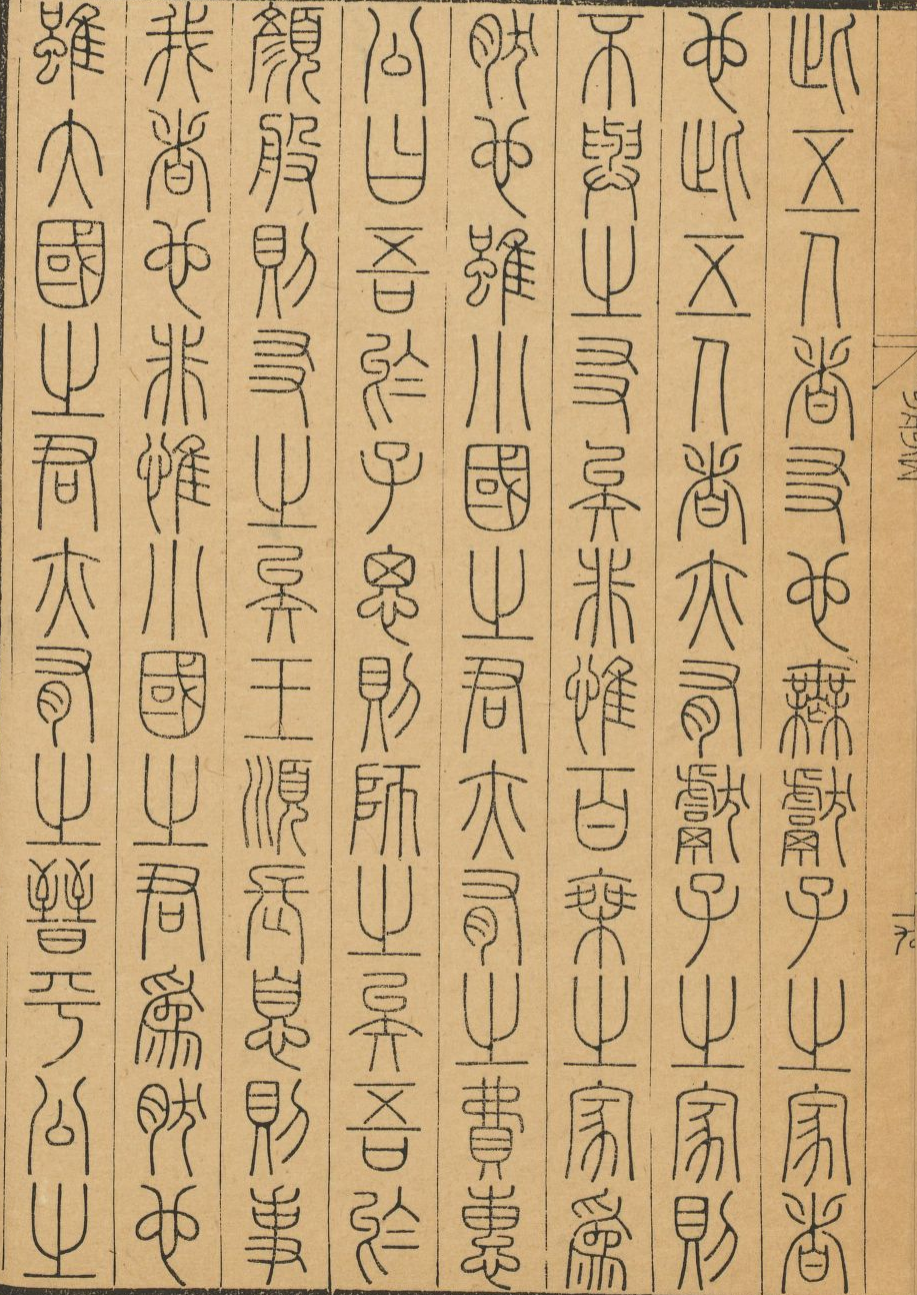 此五人者友也無獻子之家者
也此五人者亦有獻子之家則
不與之友矣非惟百乘之家為
然也雖小國之君亦有之費惠
公曰吾於子思則師之矣吾於
顏般則友之矣王順長息則事
我者也非惟小國之君為然也
雖大國之君亦有之晉平公之